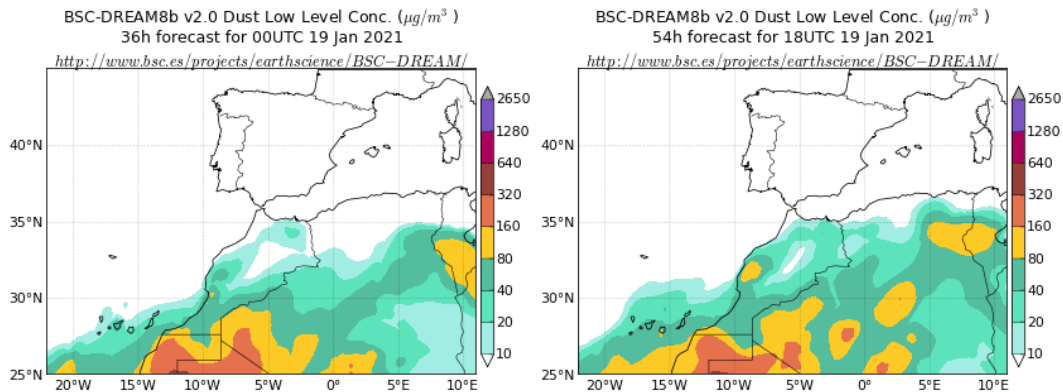 BSC-DREAM8b v2.0 Dust Low Level Conc. (μg/m³ )
36h forecast for 00UTC 19 Jan 2021
http://www.bsc.es/projects/earthscience/BSC−DREAM/
40°N
35°N
30°N
25°N
20°W 15°W 10°W 5°W 0°E 5°E 10°E
2650
1280
640
320
160
80
40
20
10
BSC-DREAM8b v2.0 Dust Low Level Conc. (μg/m³ )
54h forecast for 18UTC 19 Jan 2021
http://www.bsc.es/projects/earthscience/BSC−DREAM/
40°N
35°N
30°N
25°N
20°W 15°W 10°W 5°W 0°E 5°E 10°E
2650
1280
640
320
160
80
40
20
10